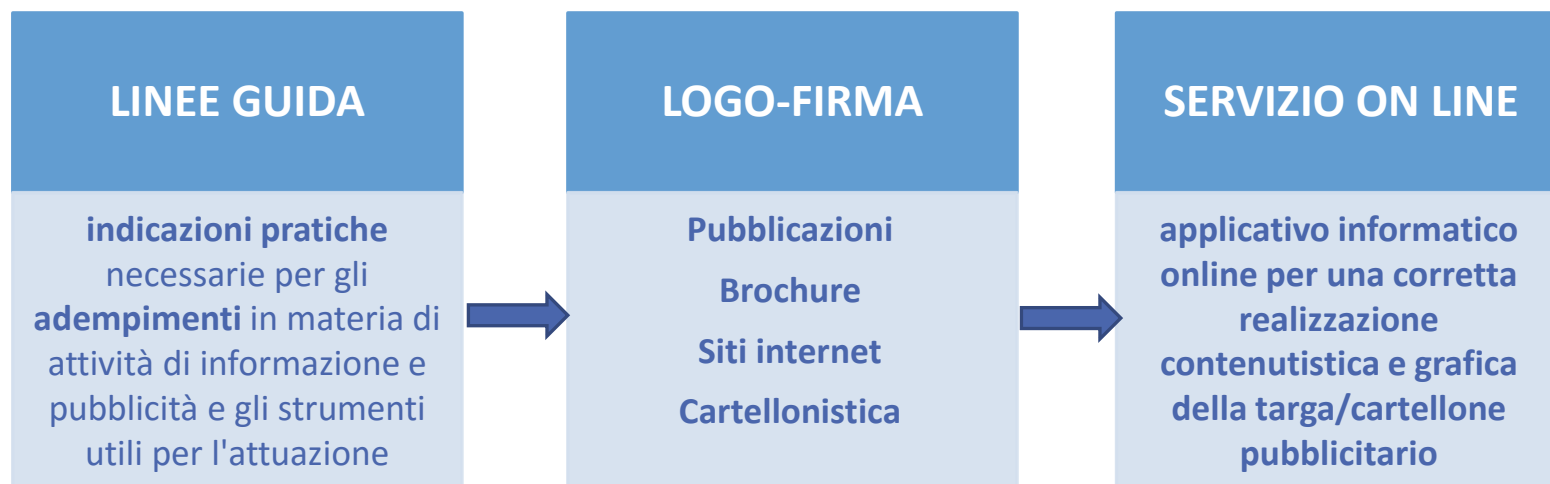 LINEE GUIDA
indicazioni pratiche
necessarie per gli
adempimenti in materia di
attività di informazione e
pubblicità e gli strumenti
utili per l'attuazione
LOGO-FIRMA
Pubblicazioni
Brochure
Siti internet
Cartellonistica
SERVIZIO ON LINE
applicativo informatico
online per una corretta
realizzazione
contenutistica e grafica
della targa/cartellone
pubblicitario